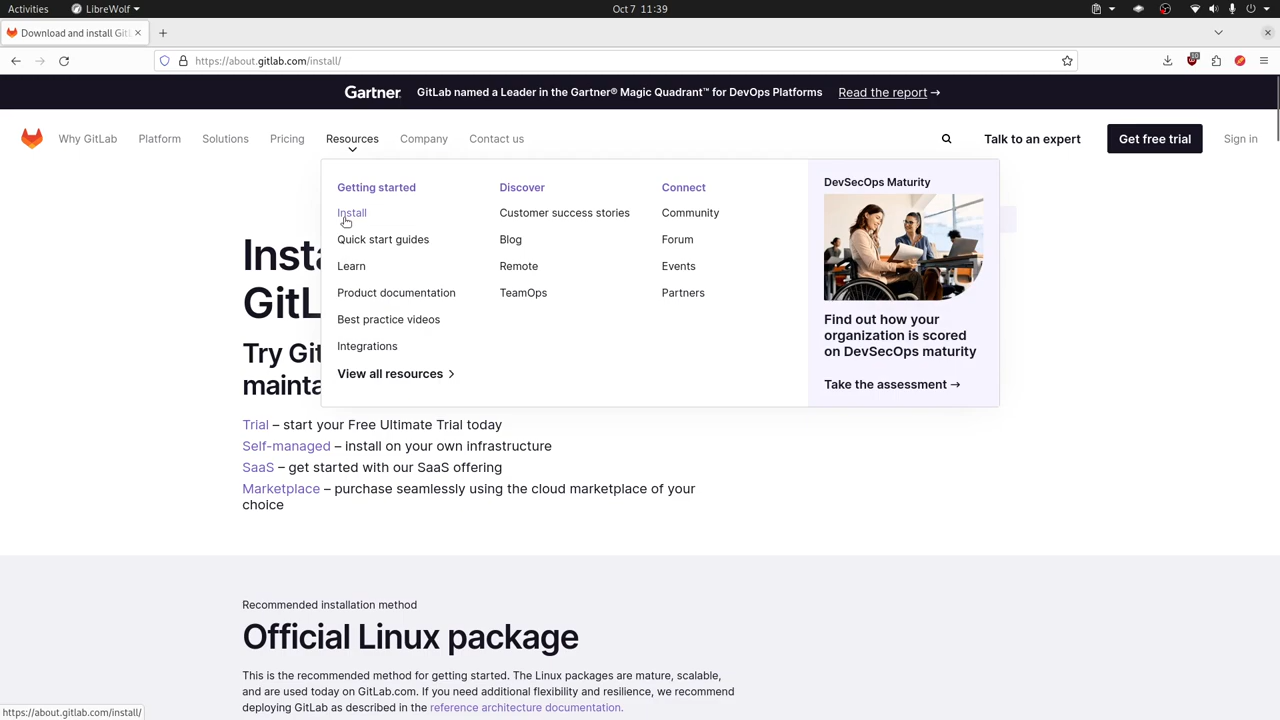 Activities
LibreWolf
Oct 7 11:39
Download and install Gitl
https://about.gitlab.com/install/
10
Gartner. GitLab named a Leader in the Gartner® Magic Quadrant™ for DevOps Platforms Read the report →
Why GitLab
Platform
Solutions
Pricing
Resources
Company
Contact us
Talk to an expert
Get free trial
Sign in
Getting started
Install
Quick start guides
Learn
Product documentation
Best practice videos
Integrations
View all resources
Discover
Customer success stories
Blog
Remote
TeamOps
Connect
Community
Forum
Events
Partners
DevSecOps Maturity
Find out how your
organization is scored
on DevSecOps maturity
Take the assessment →
Inst
GitL
Try Git
mainta
Trial – start your Free Ultimate Trial today
Self-managed – install on your own infrastructure
SaaS – get started with our SaaS offering
Marketplace – purchase seamlessly using the cloud marketplace of your
choice
Recommended installation method
Official Linux package
This is the recommended method for getting started. The Linux packages are mature, scalable,
and are used today on GitLab.com. If you need additional flexibility and resilience, we recommend
deploying GitLab as described in the reference architecture documentation.
https://about.gitlab.com/install/